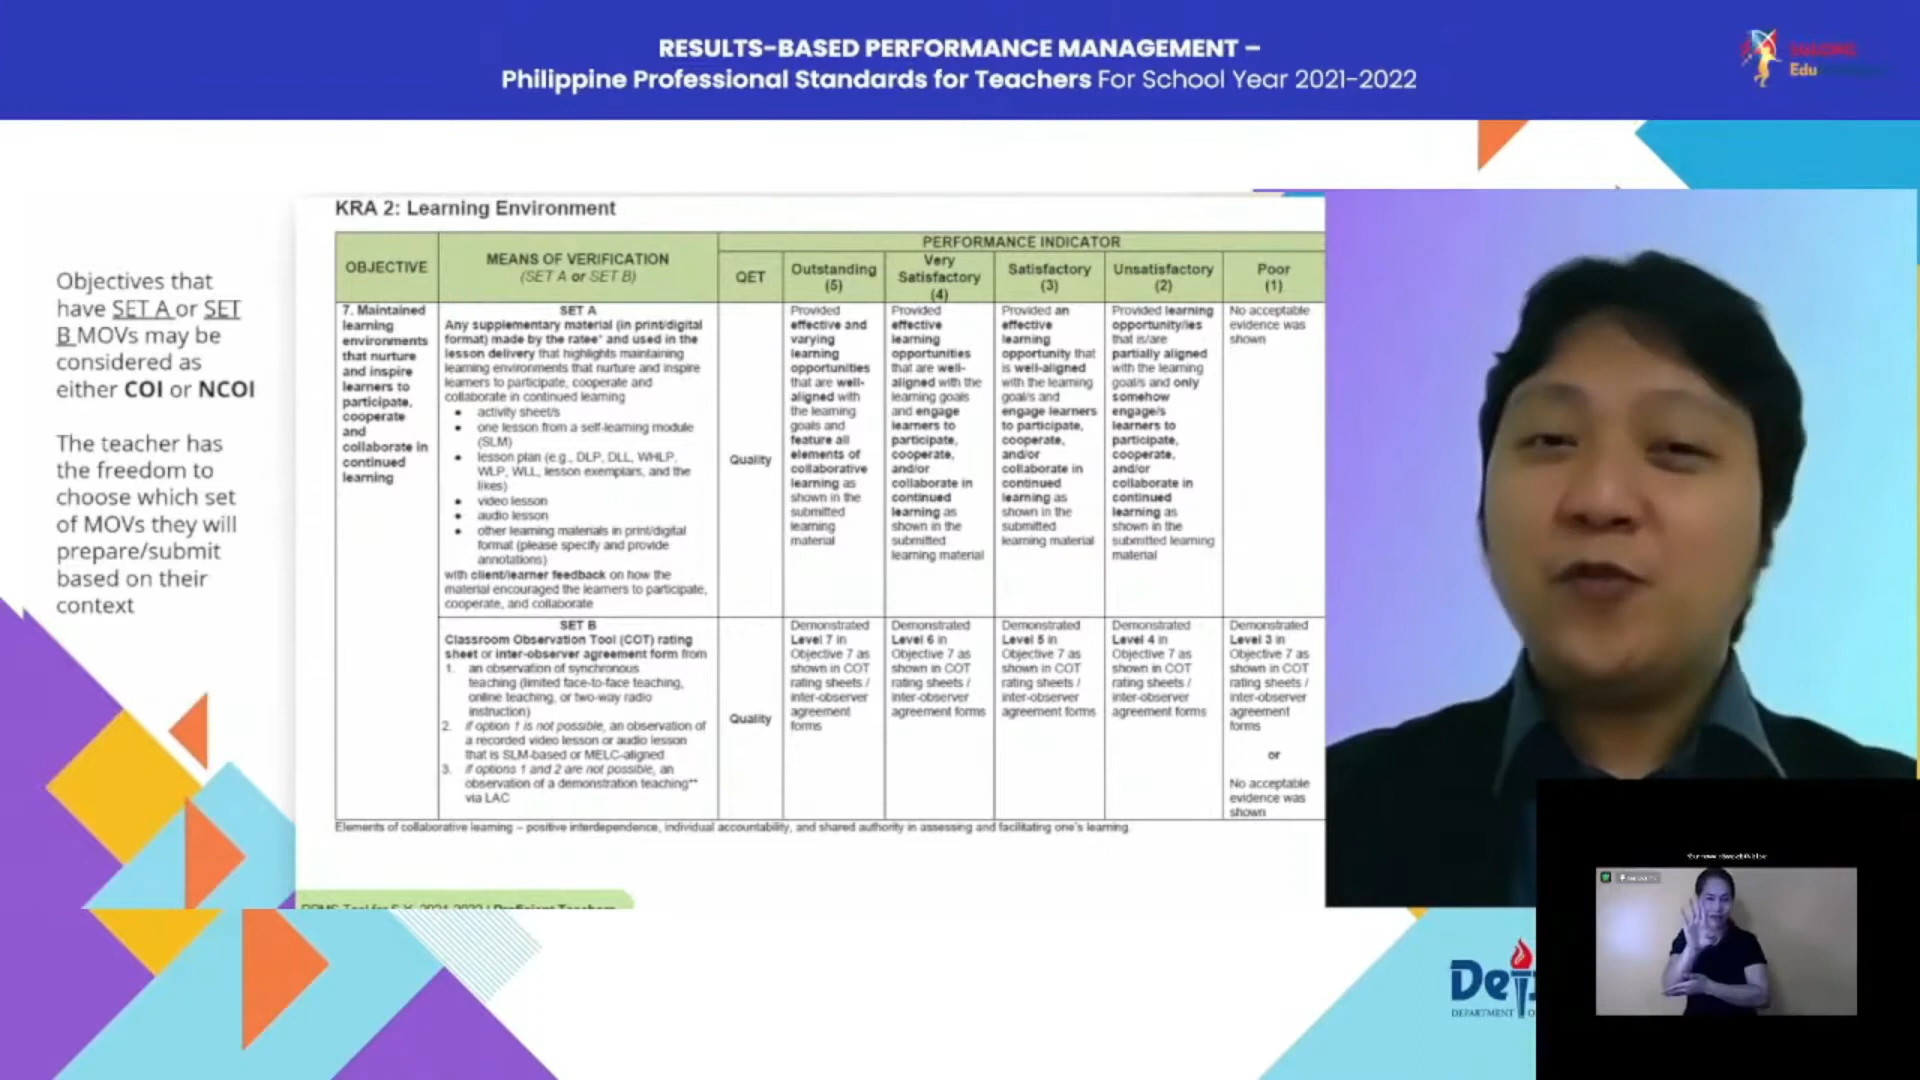 RESULTS-BASED PERFORMANCE MANAGEMENT –
Philippine Professional Standards for Teachers For School Year 2021-2022
Edu
Objectives that
have SET A or SET
B MOVs may be
considered as
either COI or NCOI
The teacher has
the freedom to
choose which set
of MOVs they will
prepare/submit
based on their
context
KRA 2: Learning Environment
OBJECTIVE
MEANS OF VERIFICATION
(SET A or SET B)
PERFORMANCE INDICATOR
QET
Outstanding
(5)
Very
Satisfactory
(4)
Satisfactory
(3)
Unsatisfactory
(2)
Poor
(1)
7. Maintained
learning
environments
that nurture
and inspire
learners to
participate,
cooperate
and
collaborate in
continued
learning
SET A
Any supplementary material (in print/digital
format) made by the ratee* and used in the
lesson delivery that highlights maintaining
learning environments that nurture and inspire
learners to participate, cooperate and
collaborate in continued learning
• activity sheet/s
• one lesson from a self-learning module
(SLM)
• lesson plan (e.g., DLP, DLL, WHLP,
WLP, WLL, lesson exemplars, and the
likes)
• video lesson
• audio lesson
• other learning materials in print/digital
format (please specify and provide
annotations)
with client/learner feedback on how the
material encouraged the learners to participate,
cooperate, and collaborate
Quality
Provided
effective and
varying
learning
opportunities
that are well-
aligned with
the learning
goals and
feature all
elements of
collaborative
learning as
shown in the
submitted
learning
material
Provided
effective
learning
opportunities
that are well-
aligned with the
learning goals
and engage
learners to
participate,
cooperate,
and/or
collaborate in
continued
learning as
shown in the
submitted
learning material
Provided an
effective
learning
opportunity that
is well-aligned
with the learning
goal/s and
engage learners
to participate,
cooperate,
and/or
collaborate in
continued
learning as
shown in the
submitted
learning material
Provided learning
opportunity/ies
that is/are
partially aligned
with the learning
goal/s and only
somehow
engage/s
learners to
participate,
cooperate,
and/or
collaborate in
continued
learning as
shown in the
submitted learning
material
No acceptable
evidence was
shown
SET B
Classroom Observation Tool (COT) rating
sheet or inter-observer agreement form from
1. an observation of synchronous
teaching (limited face-to-face teaching,
online teaching, or two-way radio
instruction)
2. if option 1 is not possible, an observation of
a recorded video lesson or audio lesson
that is SLM-based or MELC-aligned
3. if options 1 and 2 are not possible, an
observation of a demonstration teaching**
via LAC
Quality
Demonstrated
Level 7 in
Objective 7 as
shown in COT
rating sheets /
inter-observer
agreement
forms
Demonstrated
Level 6 in
Objective 7 as
shown in COT
rating sheets /
inter-observer
agreement forms
Demonstrated
Level 5 in
Objective 7 as
shown in COT
rating sheets /
inter-observer
agreement forms
Demonstrated
Level 4 in
Objective 7 as
shown in COT
rating sheets /
inter-observer
agreement forms
Demonstrated
Level 3 in
Objective 7 as
shown in COT
rating sheets /
inter-observer
agreement
forms
or
No acceptable
evidence was
shown
Elements of collaborative learning – positive interdependence, individual accountability, and shared authority in assessing and facilitating one's learning.
RPMS Tool for S.Y. 2021-2022 | Proficient Teachers
DEPARTMENT